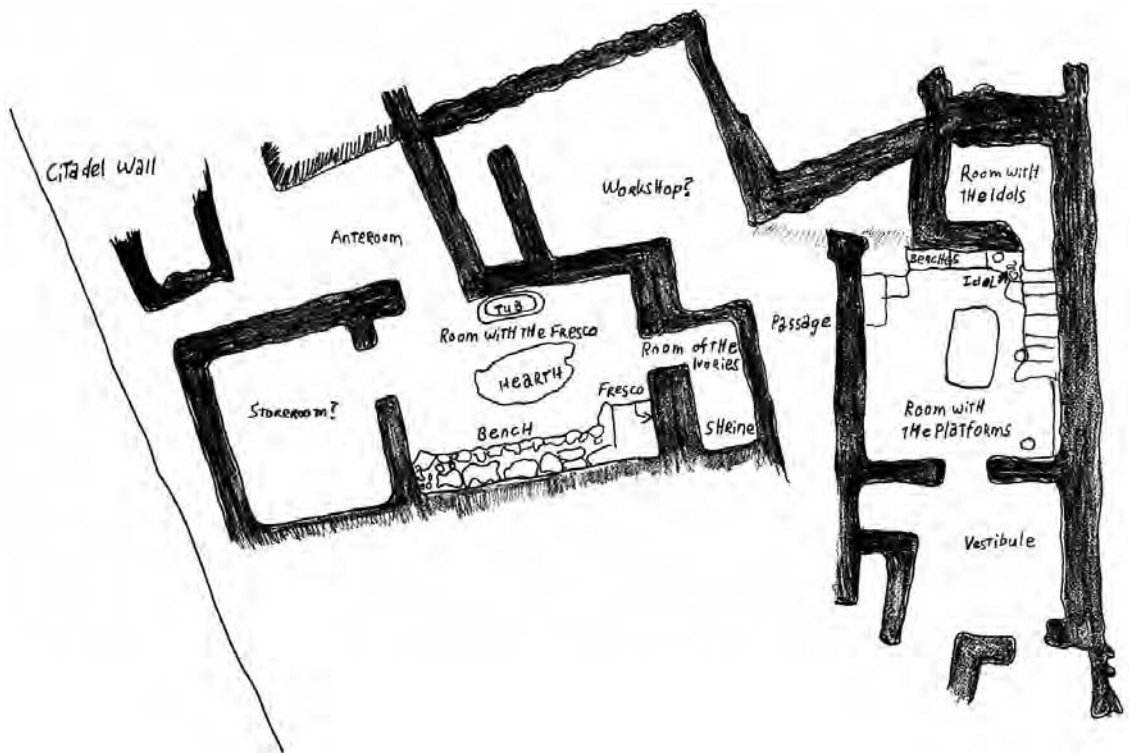 Citadel Wall
Anteroom
Workshop?
Room with
the Idols
Benches
Idol
Tub
Room with the Fresco
Hearth
Passage
Room of the
Ivories
Fresco
Storeroom?
Bench
Shrine
Room with
the Platforms
Vestibule